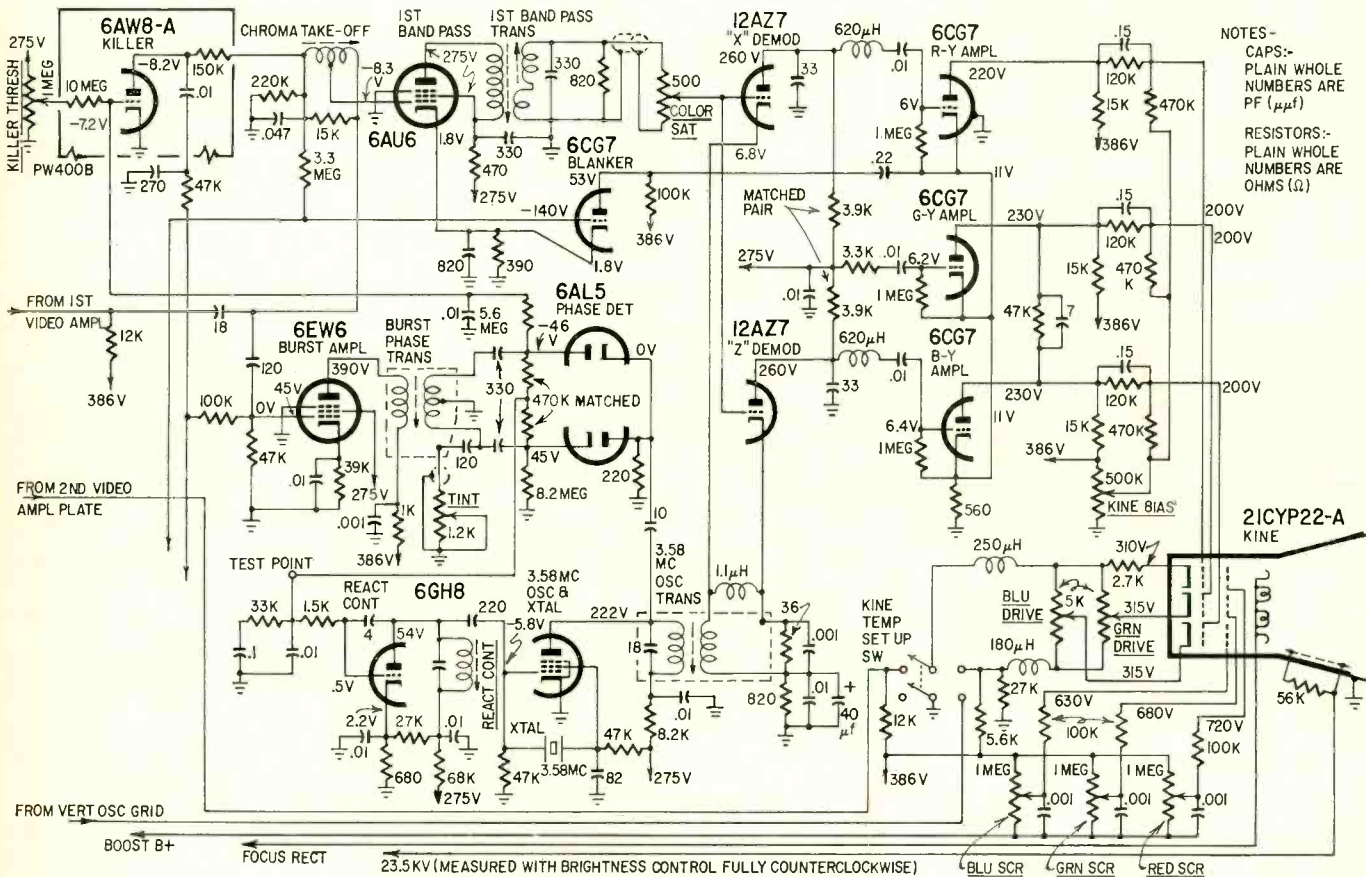 6AW8-A
KILLER
275V
KILLER THRESH
1 MEG
10 MEG
-7.2V
-8.2V
150K
.01
PW400B
270
47K
CHROMA TAKE-OFF
220K
.047
15K
3.3
MEG
-8.3
V
1ST
BAND PASS
275V
6AU6
1.8V
1ST BAND PASS
TRANS
330
820
330
470
275V
500
COLOR
SAT
6CG7
BLANKER
53V
-140V
1.8V
820
390
100K
386V
12AZ7
"X" DEMOD
260V
33
6.8V
620µH
.01
6CG7
R-Y AMPL
220V
6V
1 MEG
.22
11V
MATCHED
PAIR
3.9K
275V
3.3K
.01
6.2V
1 MEG
.01
3.9K
6CG7
G-Y AMPL
230V
12AZ7
"Z" DEMOD
260V
620µH
33
.01
6CG7
B-Y
AMPL
230V
11V
6.4V
1 MEG
560
47K
7
.15
120K
15K
470K
386V
.15
120K
15K
470
K
386V
200V
200V
.15
120K
15K
470K
386V
200V
500K
KINE BIAS
NOTES-
CAPS:-
PLAIN WHOLE
NUMBERS ARE
PF (µµf)
RESISTORS:-
PLAIN WHOLE
NUMBERS ARE
OHMS (Ω)
FROM 1ST
VIDEO AMPL
12K
386V
18
120
100K
0V
47K
45V
6EW6
BURST AMPL
390V
.01
39K
275V
.001
1K
386V
BURST
PHASE
TRANS
120
TINT
1.2K
330
.01
5.6
MEG
-46
V
6AL5
PHASE DET
0V
470K MATCHED
45V
8.2 MEG
220
10
FROM 2ND VIDEO
AMPL PLATE
TEST POINT
33K
.1
1.5K
.01
REACT
CONT
4
6GH8
54V
.5V
2.2V
.01
27K
680
.01
68K
275V
REACT CONT
220
3.58MC
OSC &
XTAL
-5.8V
222V
XTAL
3.58MC
47K
82
47K
3.58
MC
OSC
TRANS
18
.01
8.2K
275V
1.1µH
36
.001
820
.01
+
40
µf
KINE
TEMP
SET UP
SW
12K
386V
5.6K
27K
250µH
180µH
BLU
DRIVE
5K
GRN
DRIVE
310V
2.7K
315V
315V
21CYP22-A
KINE
56K
630V
100K
680V
720V
100K
1 MEG
.001
1 MEG
.001
1 MEG
.001
FROM VERT OSC GRID
BOOST B+
FOCUS RECT
23.5KV (MEASURED WITH BRIGHTNESS CONTROL FULLY COUNTERCLOCKWISE)
BLU SCR
GRN SCR
RED SCR